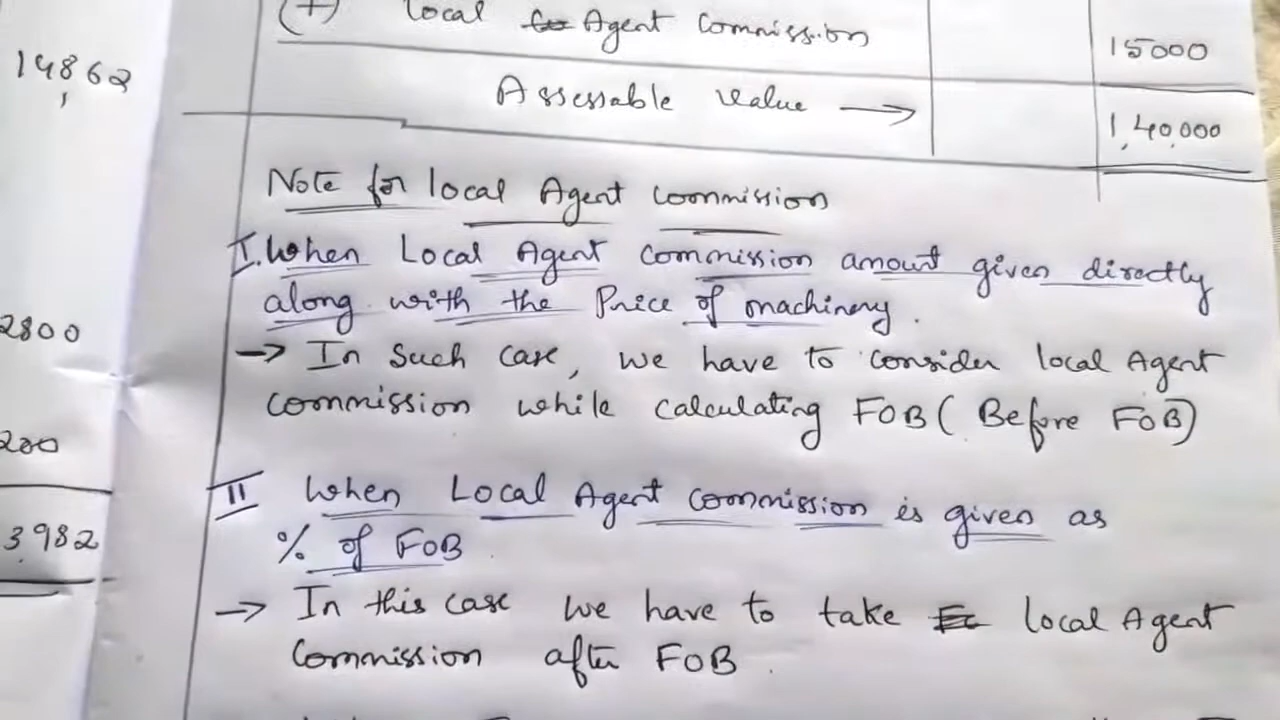 (+) Local Agent Commission 15000
Assessable Value → 1,40,000
14,862
Note for local Agent commission
I. When Local Agent commission amount given directly
along with the Price of machinery.
→ In Such case, we have to consider local Agent
2800
commission while calculating FOB (Before FOB)
200
II When Local Agent commission is given as
% of FOB
3982
→ In this case we have to take local Agent
Commission after FOB.